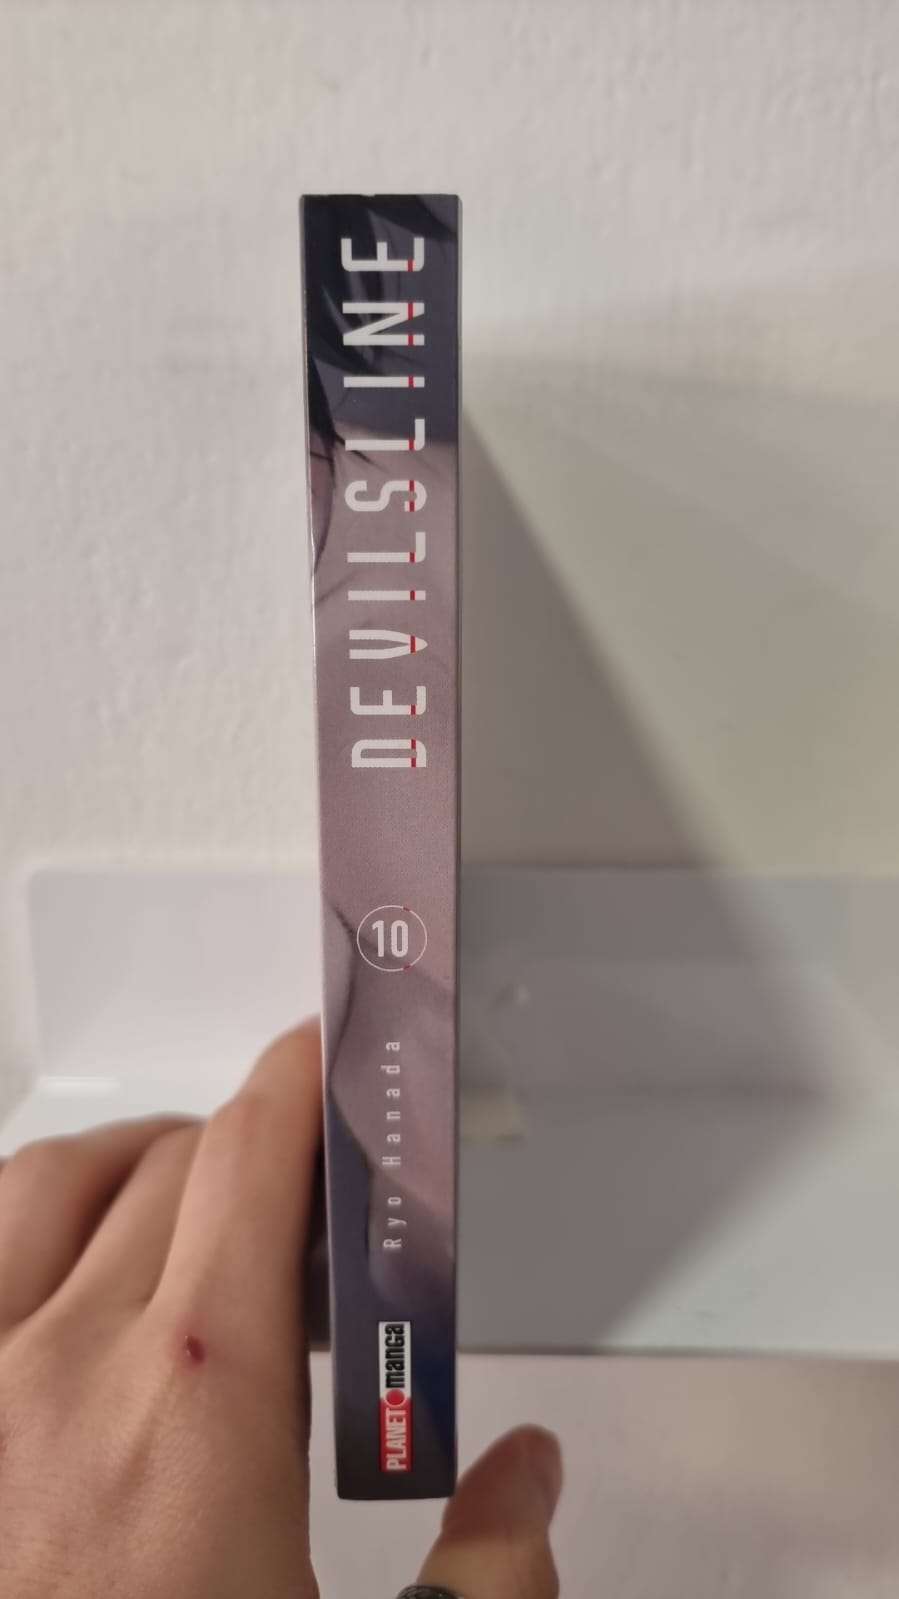 DEVILSLINE
10
Ryo Hanada
PLANET manga